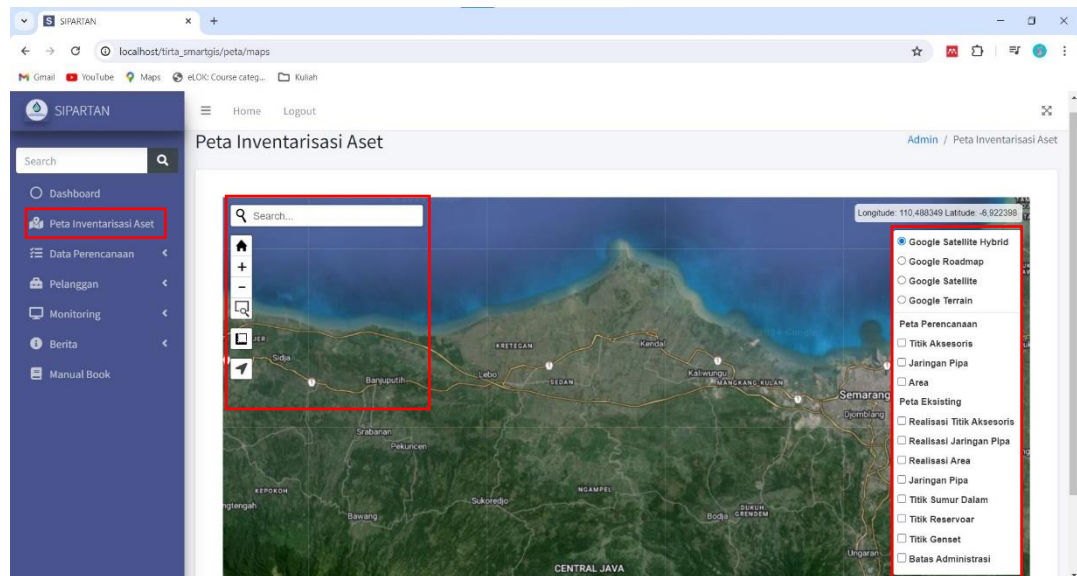 SIPARTAN
localhost/tirta_smartgis/peta/maps
Gmail
YouTube
Maps
eLOK: Course categ...
Kuliah
SIPARTAN
Home
Logout
Peta Inventarisasi Aset
Admin / Peta Inventarisasi Aset
Search
Dashboard
Peta Inventarisasi Aset
Data Perencanaan
Pelanggan
Monitoring
Berita
Manual Book
Search...
+
−
Longitude: 110,488349 Latitude: -6,922398
Google Satellite Hybrid
Google Roadmap
Google Satellite
Google Terrain
Peta Perencanaan
Titik Aksesoris
Jaringan Pipa
Area
Peta Eksisting
Realisasi Titik Aksesoris
Realisasi Jaringan Pipa
Realisasi Area
Jaringan Pipa
Titik Sumur Dalam
Titik Reservoar
Titik Genset
Batas Administrasi
KRETEGAN
Kendal
Sidja
Banjuputih
Lebo
SEDAN
Kaliwungu
MANGKANG KULAN
Semarang
Djombiang
Srabanan
Pekuncen
KEPOKOH
ngtengah
Bawang
Sukoredjo
NGAMPEL
Bodja
DUKUH
GRENDEM
Ungaran
CENTRAL JAVA